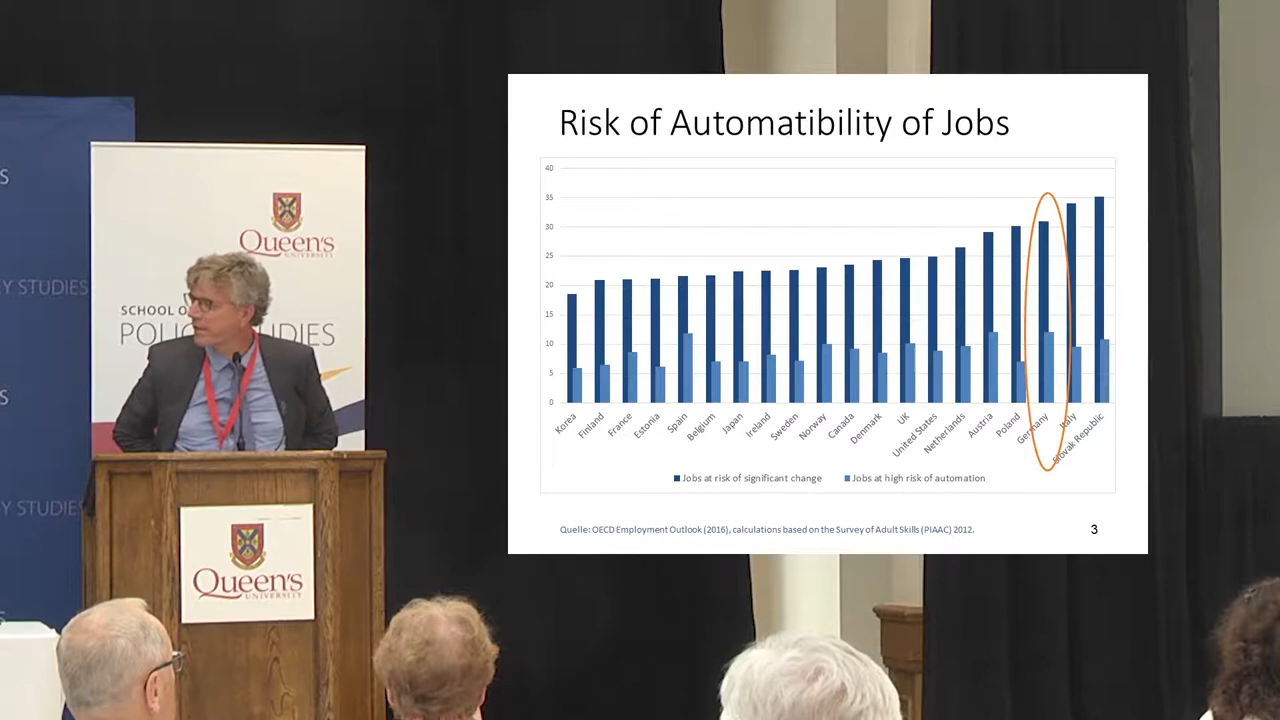 S
Y STUDIES
S
Y STUDIES
Queen's
UNIVERSITY
SCHOOL O
POLIC UDIES
Queen's
UNIVERSITY
Risk of Automatibility of Jobs
40
35
30
25
20
15
10
5
0
Korea
Finland
France
Estonia
Spain
Belgium
Japan
Ireland
Sweden
Norway
Canada
Denmark
UK
United States
Netherlands
Austria
Poland
Germany
Italy
Slovak Republic
Jobs at risk of significant change
Jobs at high risk of automation
Quelle: OECD Employment Outlook (2016), calculations based on the Survey of Adult Skills (PIAAC) 2012.
3